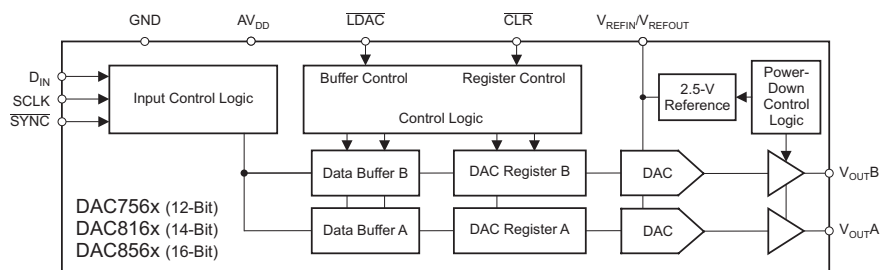 GND
AVDD
LDAC
CLR
VREFIN/VREFOUT
DIN
SCLK
SYNC
Input Control Logic
Buffer Control
Register Control
Control Logic
2.5-V
Reference
Power-
Down
Control
Logic
Data Buffer B
DAC Register B
DAC
VOUTB
Data Buffer A
DAC Register A
DAC
VOUTA
DAC756x (12-Bit)
DAC816x (14-Bit)
DAC856x (16-Bit)